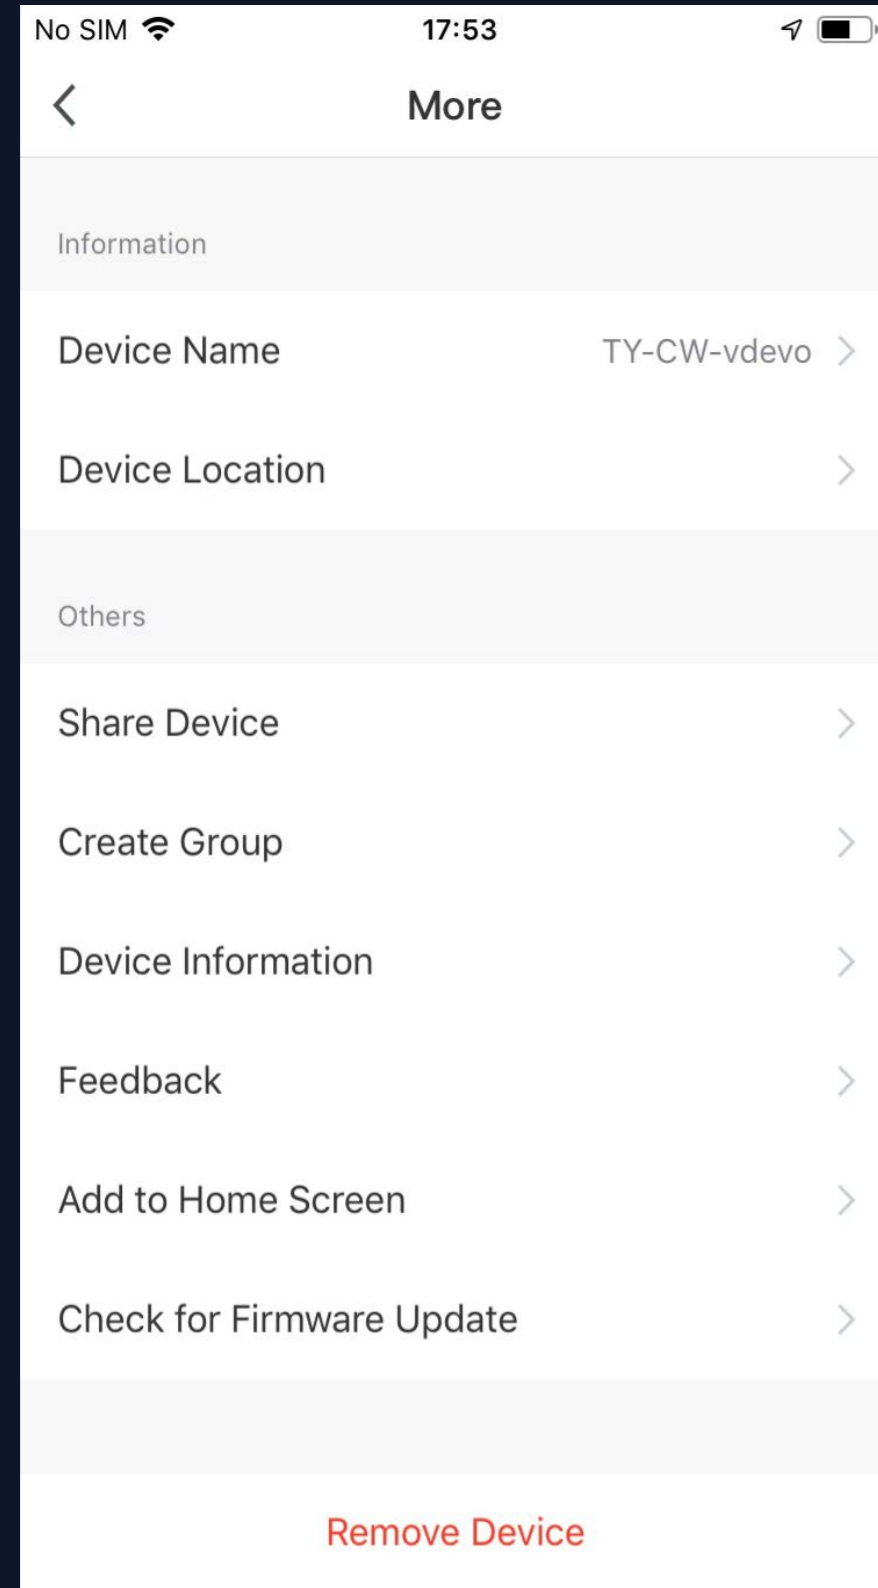 No SIM 17:53
More
Information
Device Name TY-CW-vdevo
Device Location
Others
Share Device
Create Group
Device Information
Feedback
Add to Home Screen
Check for Firmware Update
Remove Device